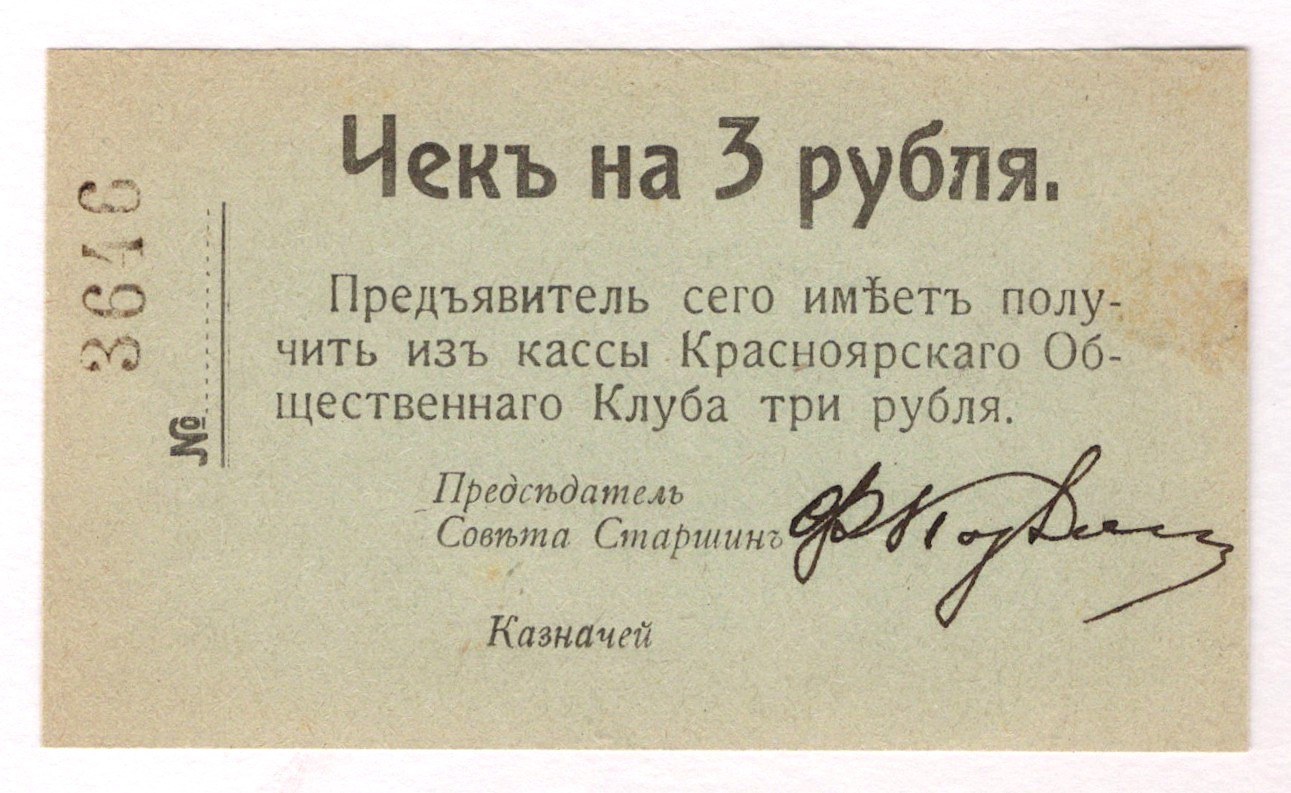 Чекъ на 3 рубля.
Предъявитель сего имѣетъ полу-
чить изъ кассы Красноярскаго Об-
щественнаго Клуба три рубля.
Предсѣдатель
Совѣта Старшинъ
Казначей
№
3646